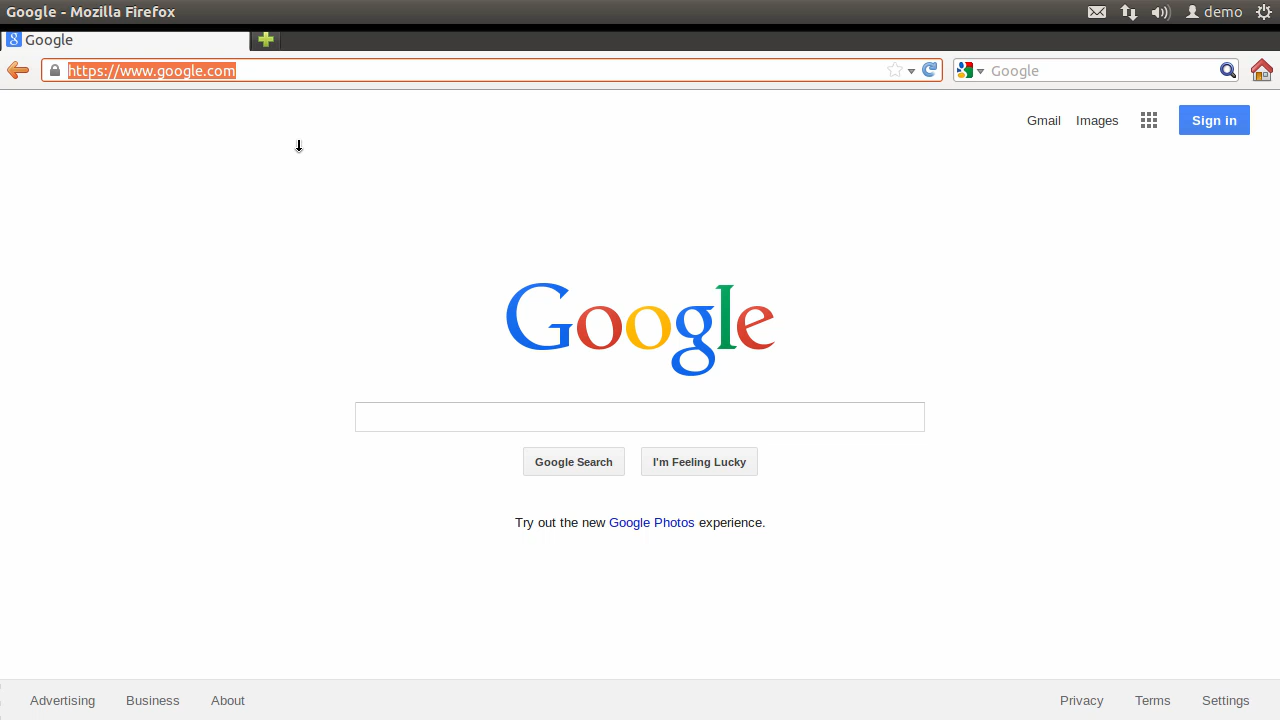 Google - Mozilla Firefox
demo
Google
https://www.google.com
Google
Gmail Images Sign in
Google
Google Search I'm Feeling Lucky
Try out the new Google Photos experience.
Advertising Business About Privacy Terms Settings